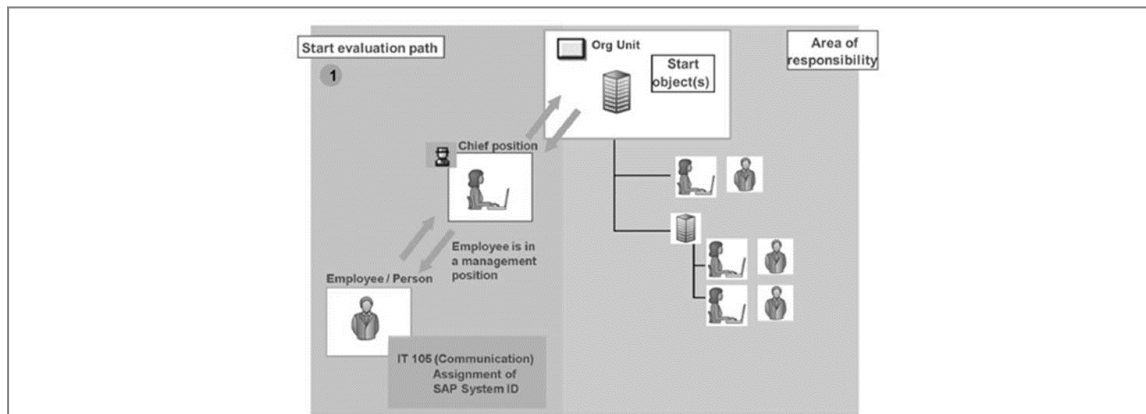 Start evaluation path
1
Org Unit
Start
object(s)
Area of
responsibility
Chief position
Employee is in
a management
position
Employee / Person
IT 105 (Communication)
Assignment of
SAP System ID